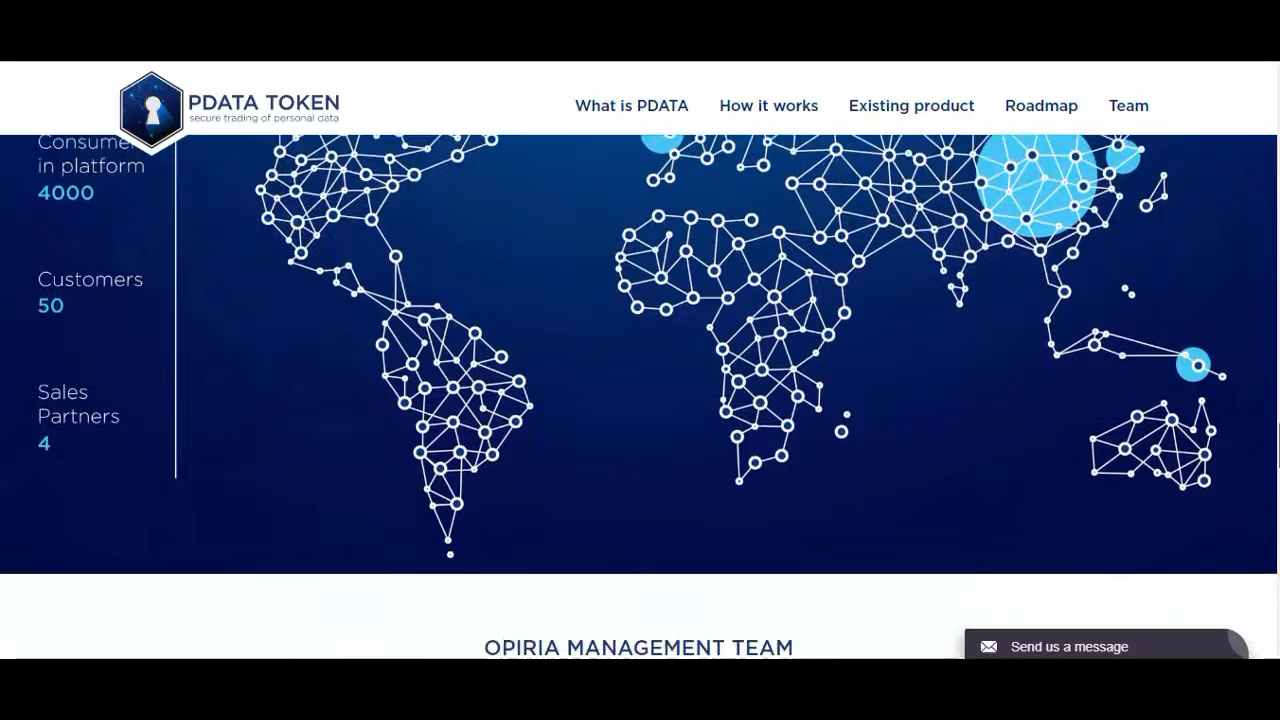 PDATA TOKEN
secure trading of personal data
What is PDATA
How it works
Existing product
Roadmap
Team
in platform
4000
Customers
50
Sales
Partners
4
OPIRIA MANAGEMENT TEAM
Send us a message